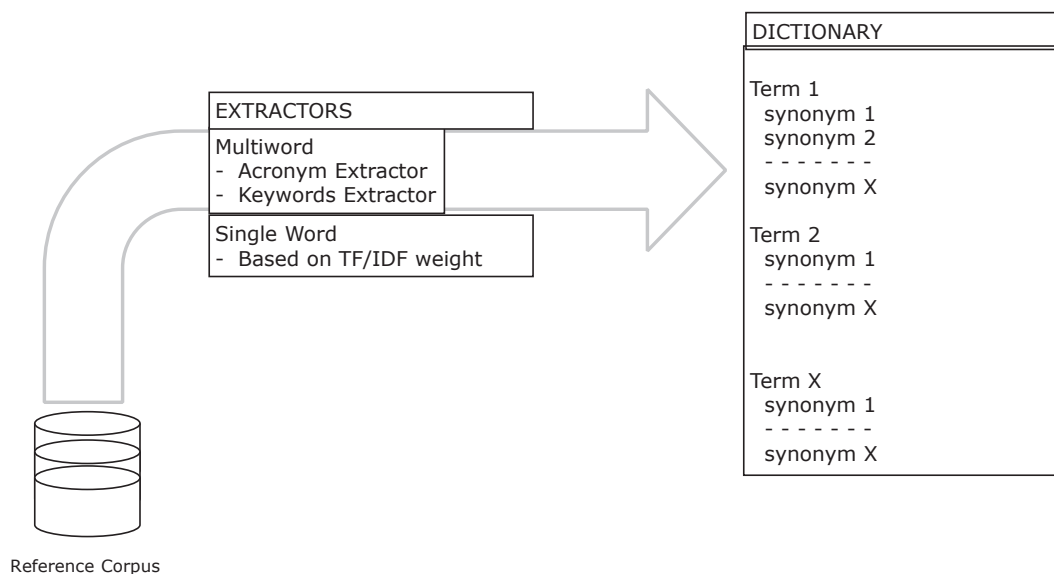 DICTIONARY
Term 1
synonym 1
synonym 2
- - - - - - -
synonym X
Term 2
synonym 1
- - - - - - -
synonym X
Term X
synonym 1
- - - - - - -
synonym X
EXTRACTORS
Multiword
- Acronym Extractor
- Keywords Extractor
Single Word
- Based on TF/IDF weight
Reference Corpus